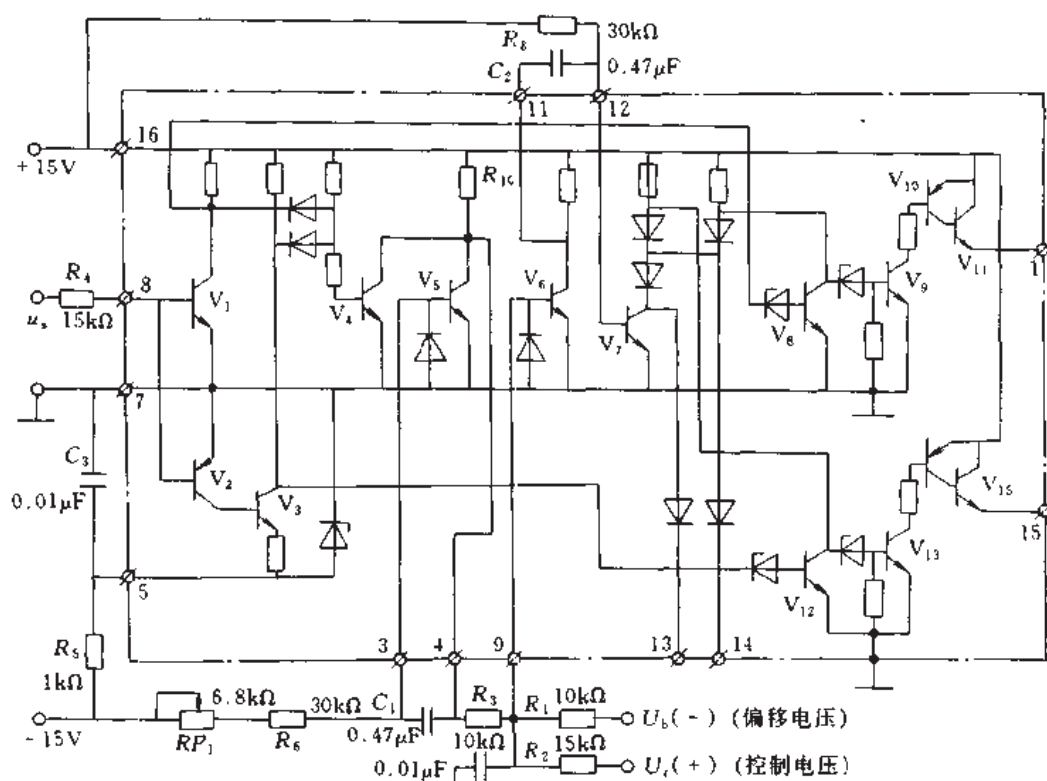 R₈
30kΩ
C₂
0.47μF
11
12
16
+15V
R₁₀
V₁₀
V₁₁
1
R₄
15kΩ
uₛ
8
V₁
V₄
V₅
V₆
V₇
V₈
V₉
7
C₃
0.01μF
V₂
V₃
V₁₅
15
V₁₃
V₁₂
5
3
4
9
13
14
R₅
1kΩ
-15V
6.8kΩ
RP₁
R₆
30kΩ
C₁
0.47μF
R₃
10kΩ
R₁
10kΩ
U_b(-) (偏移电压)
0.01μF
R₂
15kΩ
U_c(+) (控制电压)